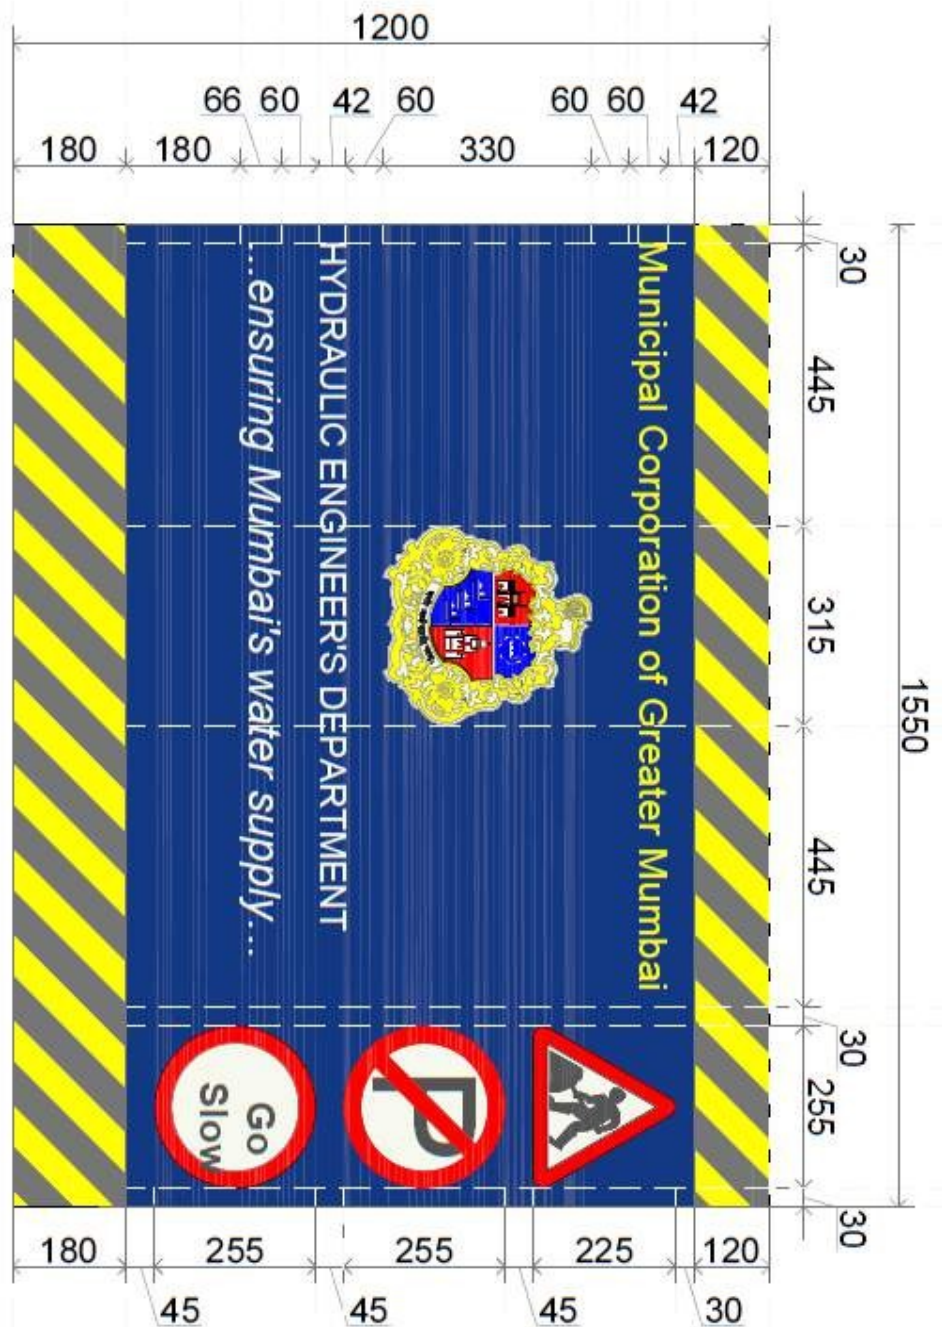 1200
66 60 42 60 60 60 42
180 180 330 120
Municipal Corporation of Greater Mumbai
HYDRAULIC ENGINEER'S DEPARTMENT
...ensuring Mumbai's water supply...
P
Go
Slow
30
445
315
445
30
255
30
1550
180 255 255 225 120
45 45 45 30